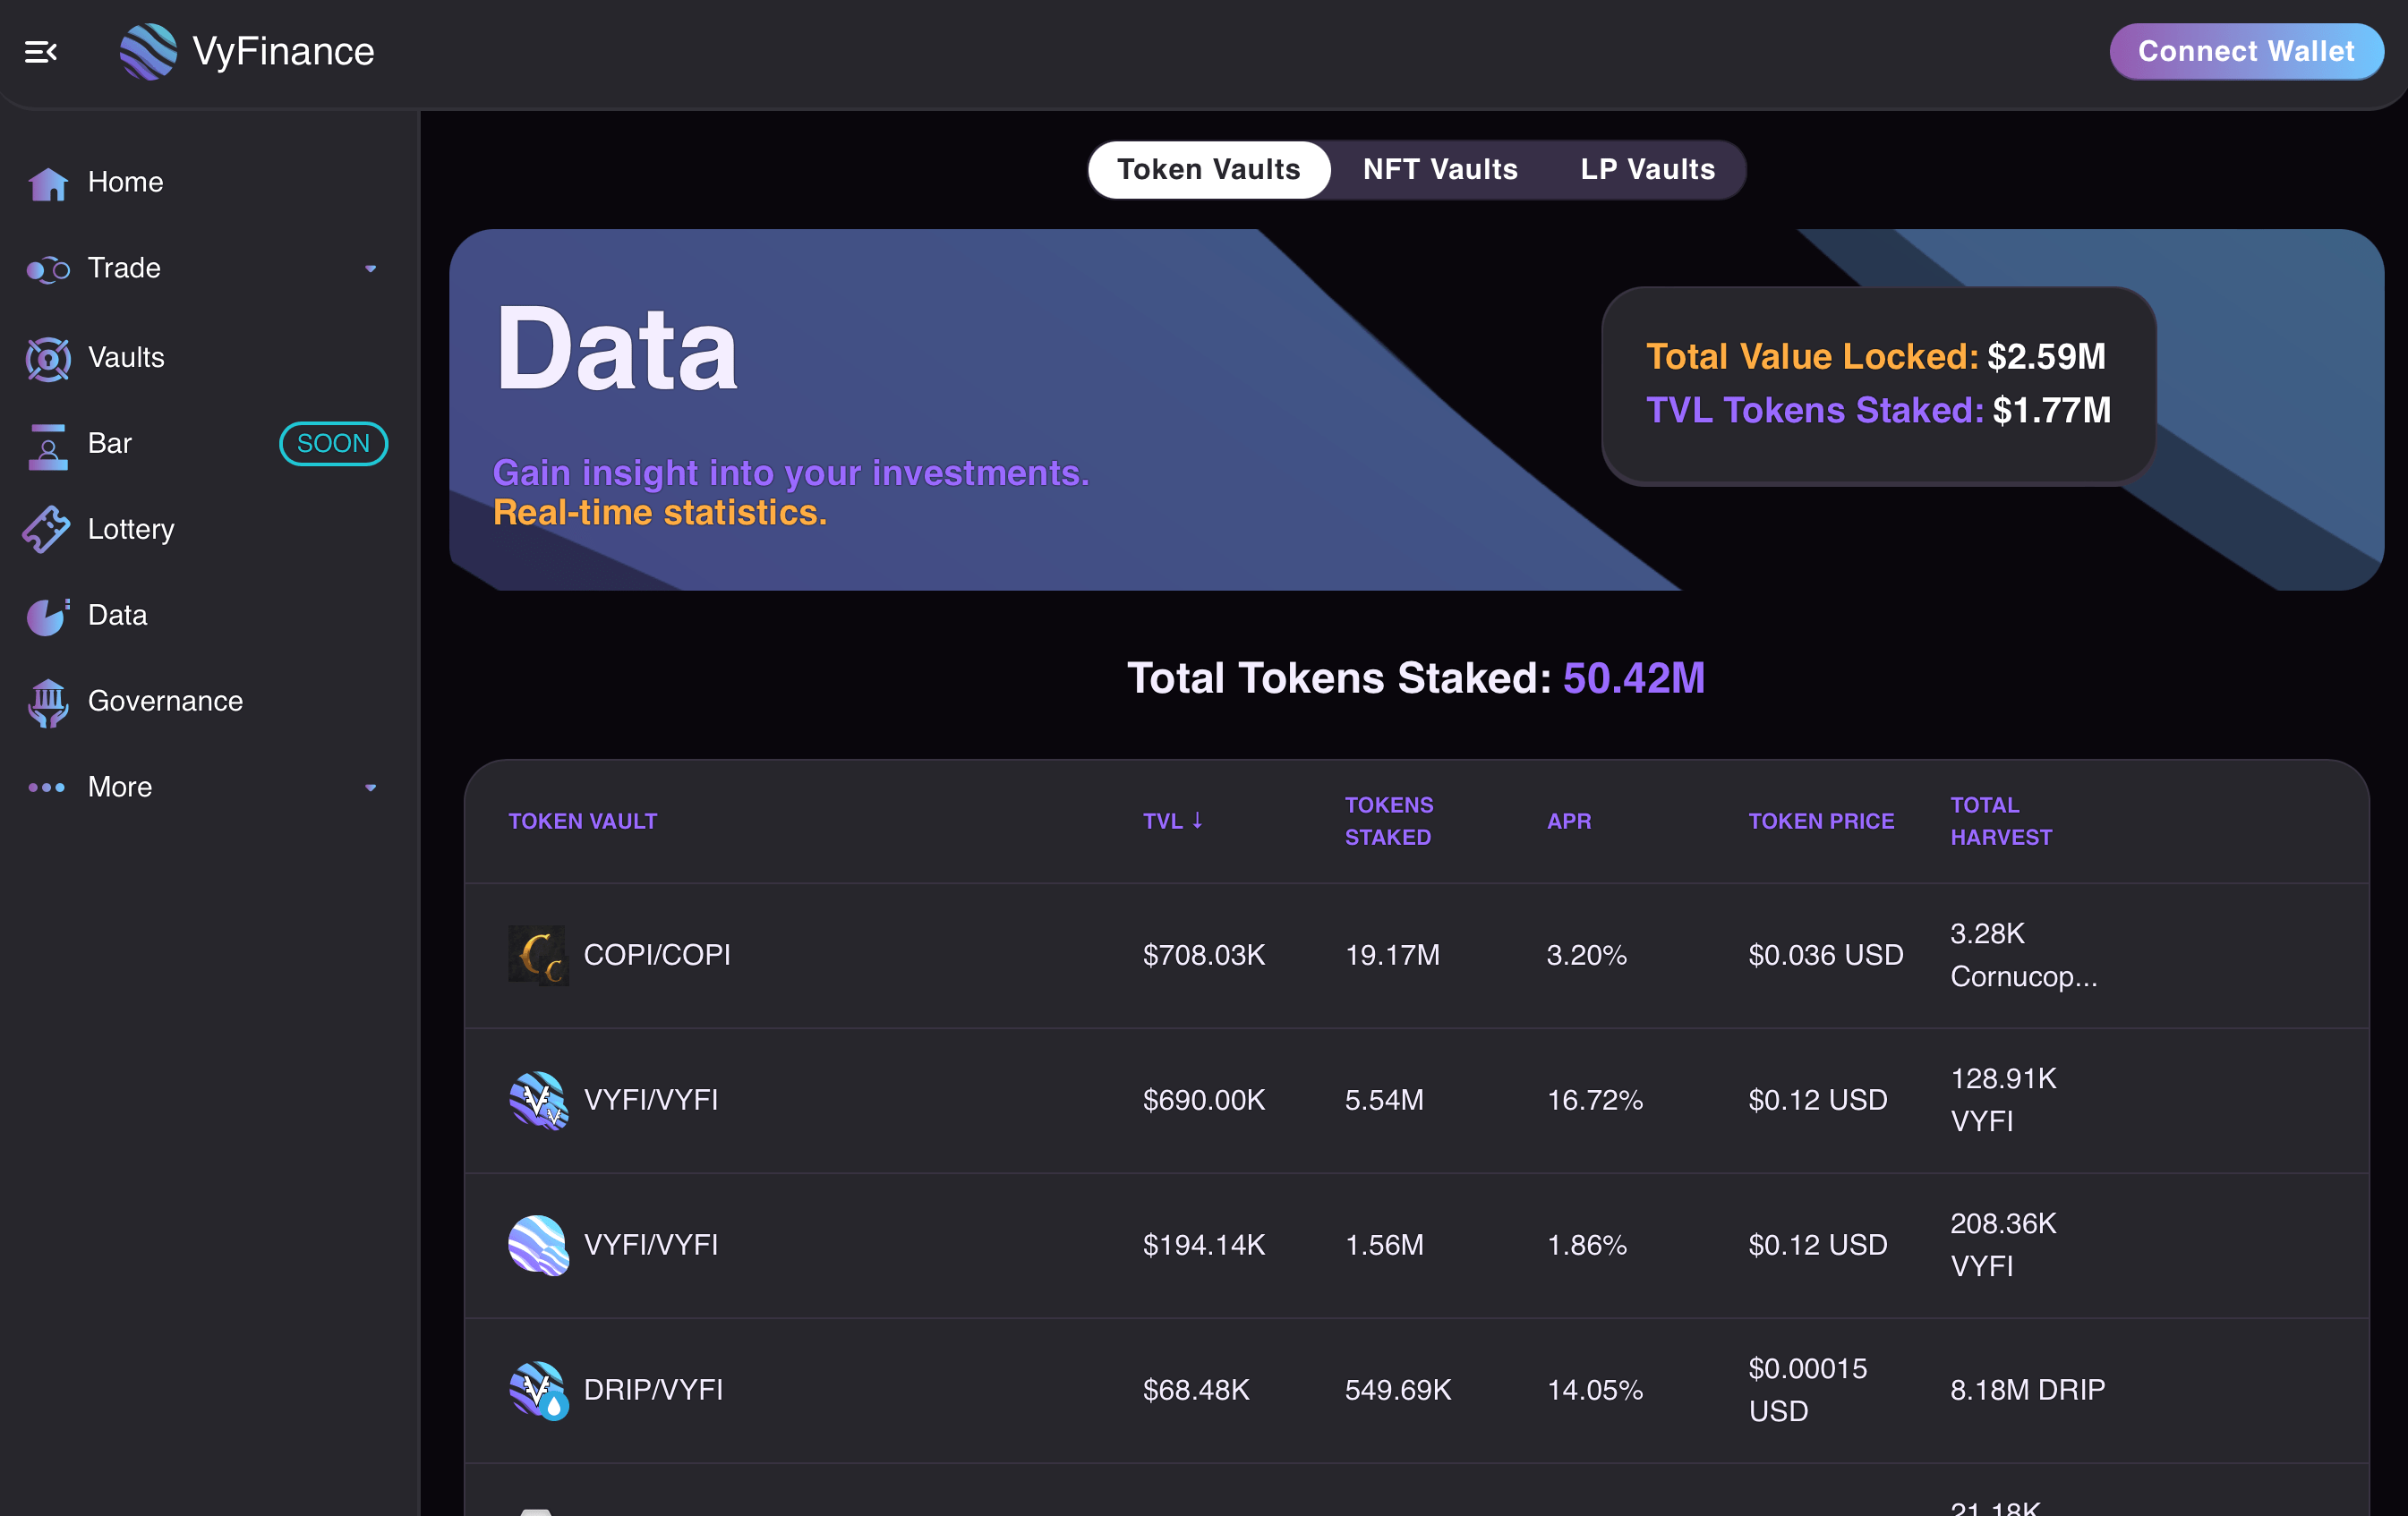 VyFinance
Connect Wallet
Home
Trade
Vaults
Bar
SOON
Lottery
Data
Governance
More
Token Vaults
NFT Vaults
LP Vaults
Data
Gain insight into your investments.
Real-time statistics.
Total Value Locked: $2.59M
TVL Tokens Staked: $1.77M
Total Tokens Staked: 50.42M
TOKEN VAULT
TVL ↓
TOKENS
STAKED
APR
TOKEN PRICE
TOTAL
HARVEST
COPI/COPI
$708.03K
19.17M
3.20%
$0.036 USD
3.28K
Cornucop...
VYFI/VYFI
$690.00K
5.54M
16.72%
$0.12 USD
128.91K
VYFI
VYFI/VYFI
$194.14K
1.56M
1.86%
$0.12 USD
208.36K
VYFI
DRIP/VYFI
$68.48K
549.69K
14.05%
$0.00015
USD
8.18M DRIP
21.18K